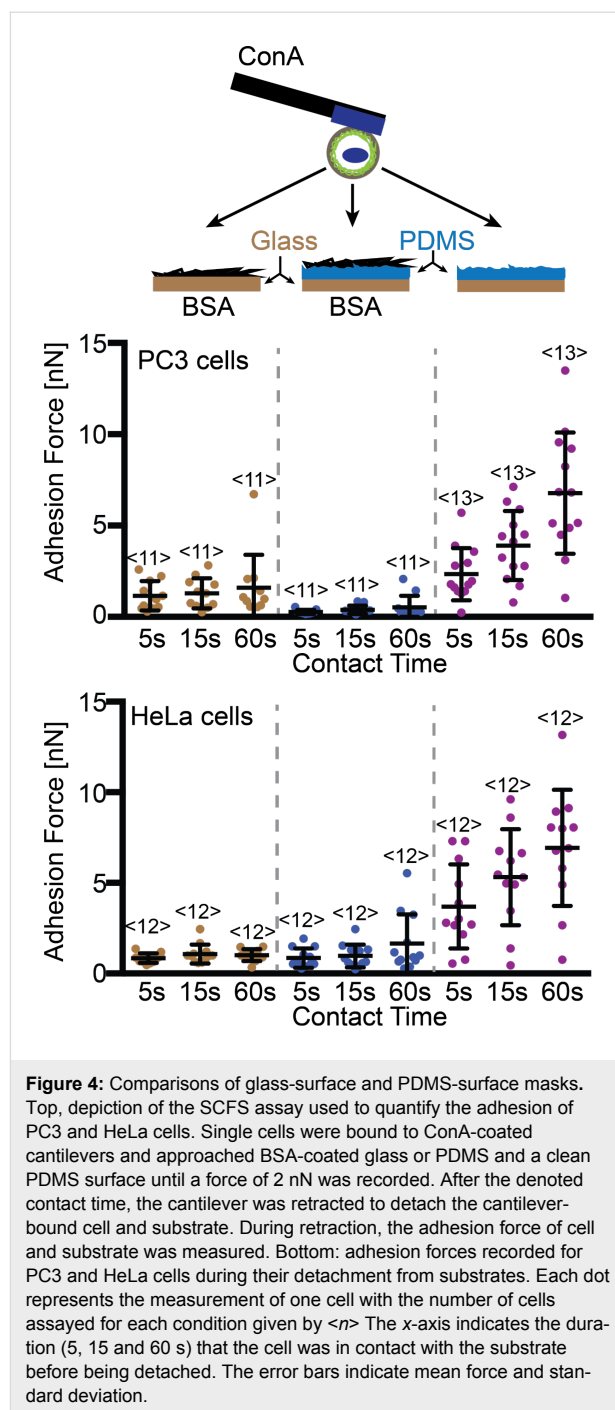 ConA
Glass PDMS
BSA BSA
15
10
5
0
Adhesion Force [nN]
PC3 cells
<11> <11> <11> <11> <11> <11> <13> <13> <13>
5s 15s 60s 5s 15s 60s 5s 15s 60s
Contact Time
15
10
5
0
Adhesion Force [nN]
HeLa cells
<12> <12> <12> <12> <12> <12> <12> <12> <12>
5s 15s 60s 5s 15s 60s 5s 15s 60s
Contact Time
Figure 4: Comparisons of glass-surface and PDMS-surface masks.
Top, depiction of the SCFS assay used to quantify the adhesion of
PC3 and HeLa cells. Single cells were bound to ConA-coated
cantilevers and approached BSA-coated glass or PDMS and a clean
PDMS surface until a force of 2 nN was recorded. After the denoted
contact time, the cantilever was retracted to detach the cantilever-
bound cell and substrate. During retraction, the adhesion force of cell
and substrate was measured. Bottom: adhesion forces recorded for
PC3 and HeLa cells during their detachment from substrates. Each dot
represents the measurement of one cell with the number of cells
assayed for each condition given by <n> The x-axis indicates the dura-
tion (5, 15 and 60 s) that the cell was in contact with the substrate
before being detached. The error bars indicate mean force and stan-
dard deviation.